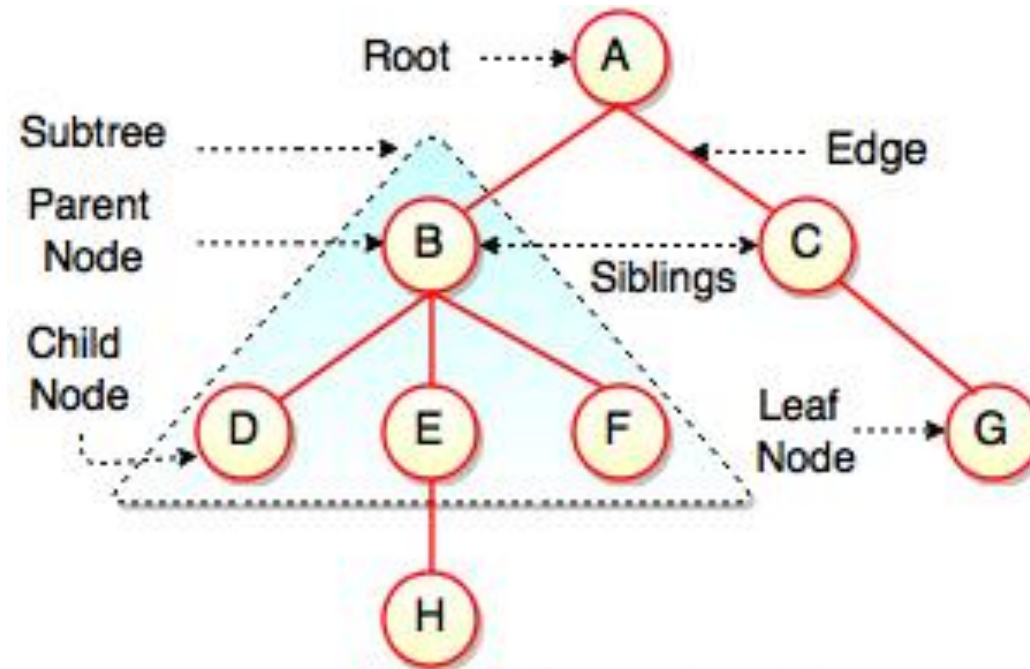 Root
A
Subtree
Edge
Parent
Node
B
C
Siblings
Child
Node
D
E
F
Leaf
Node
G
H